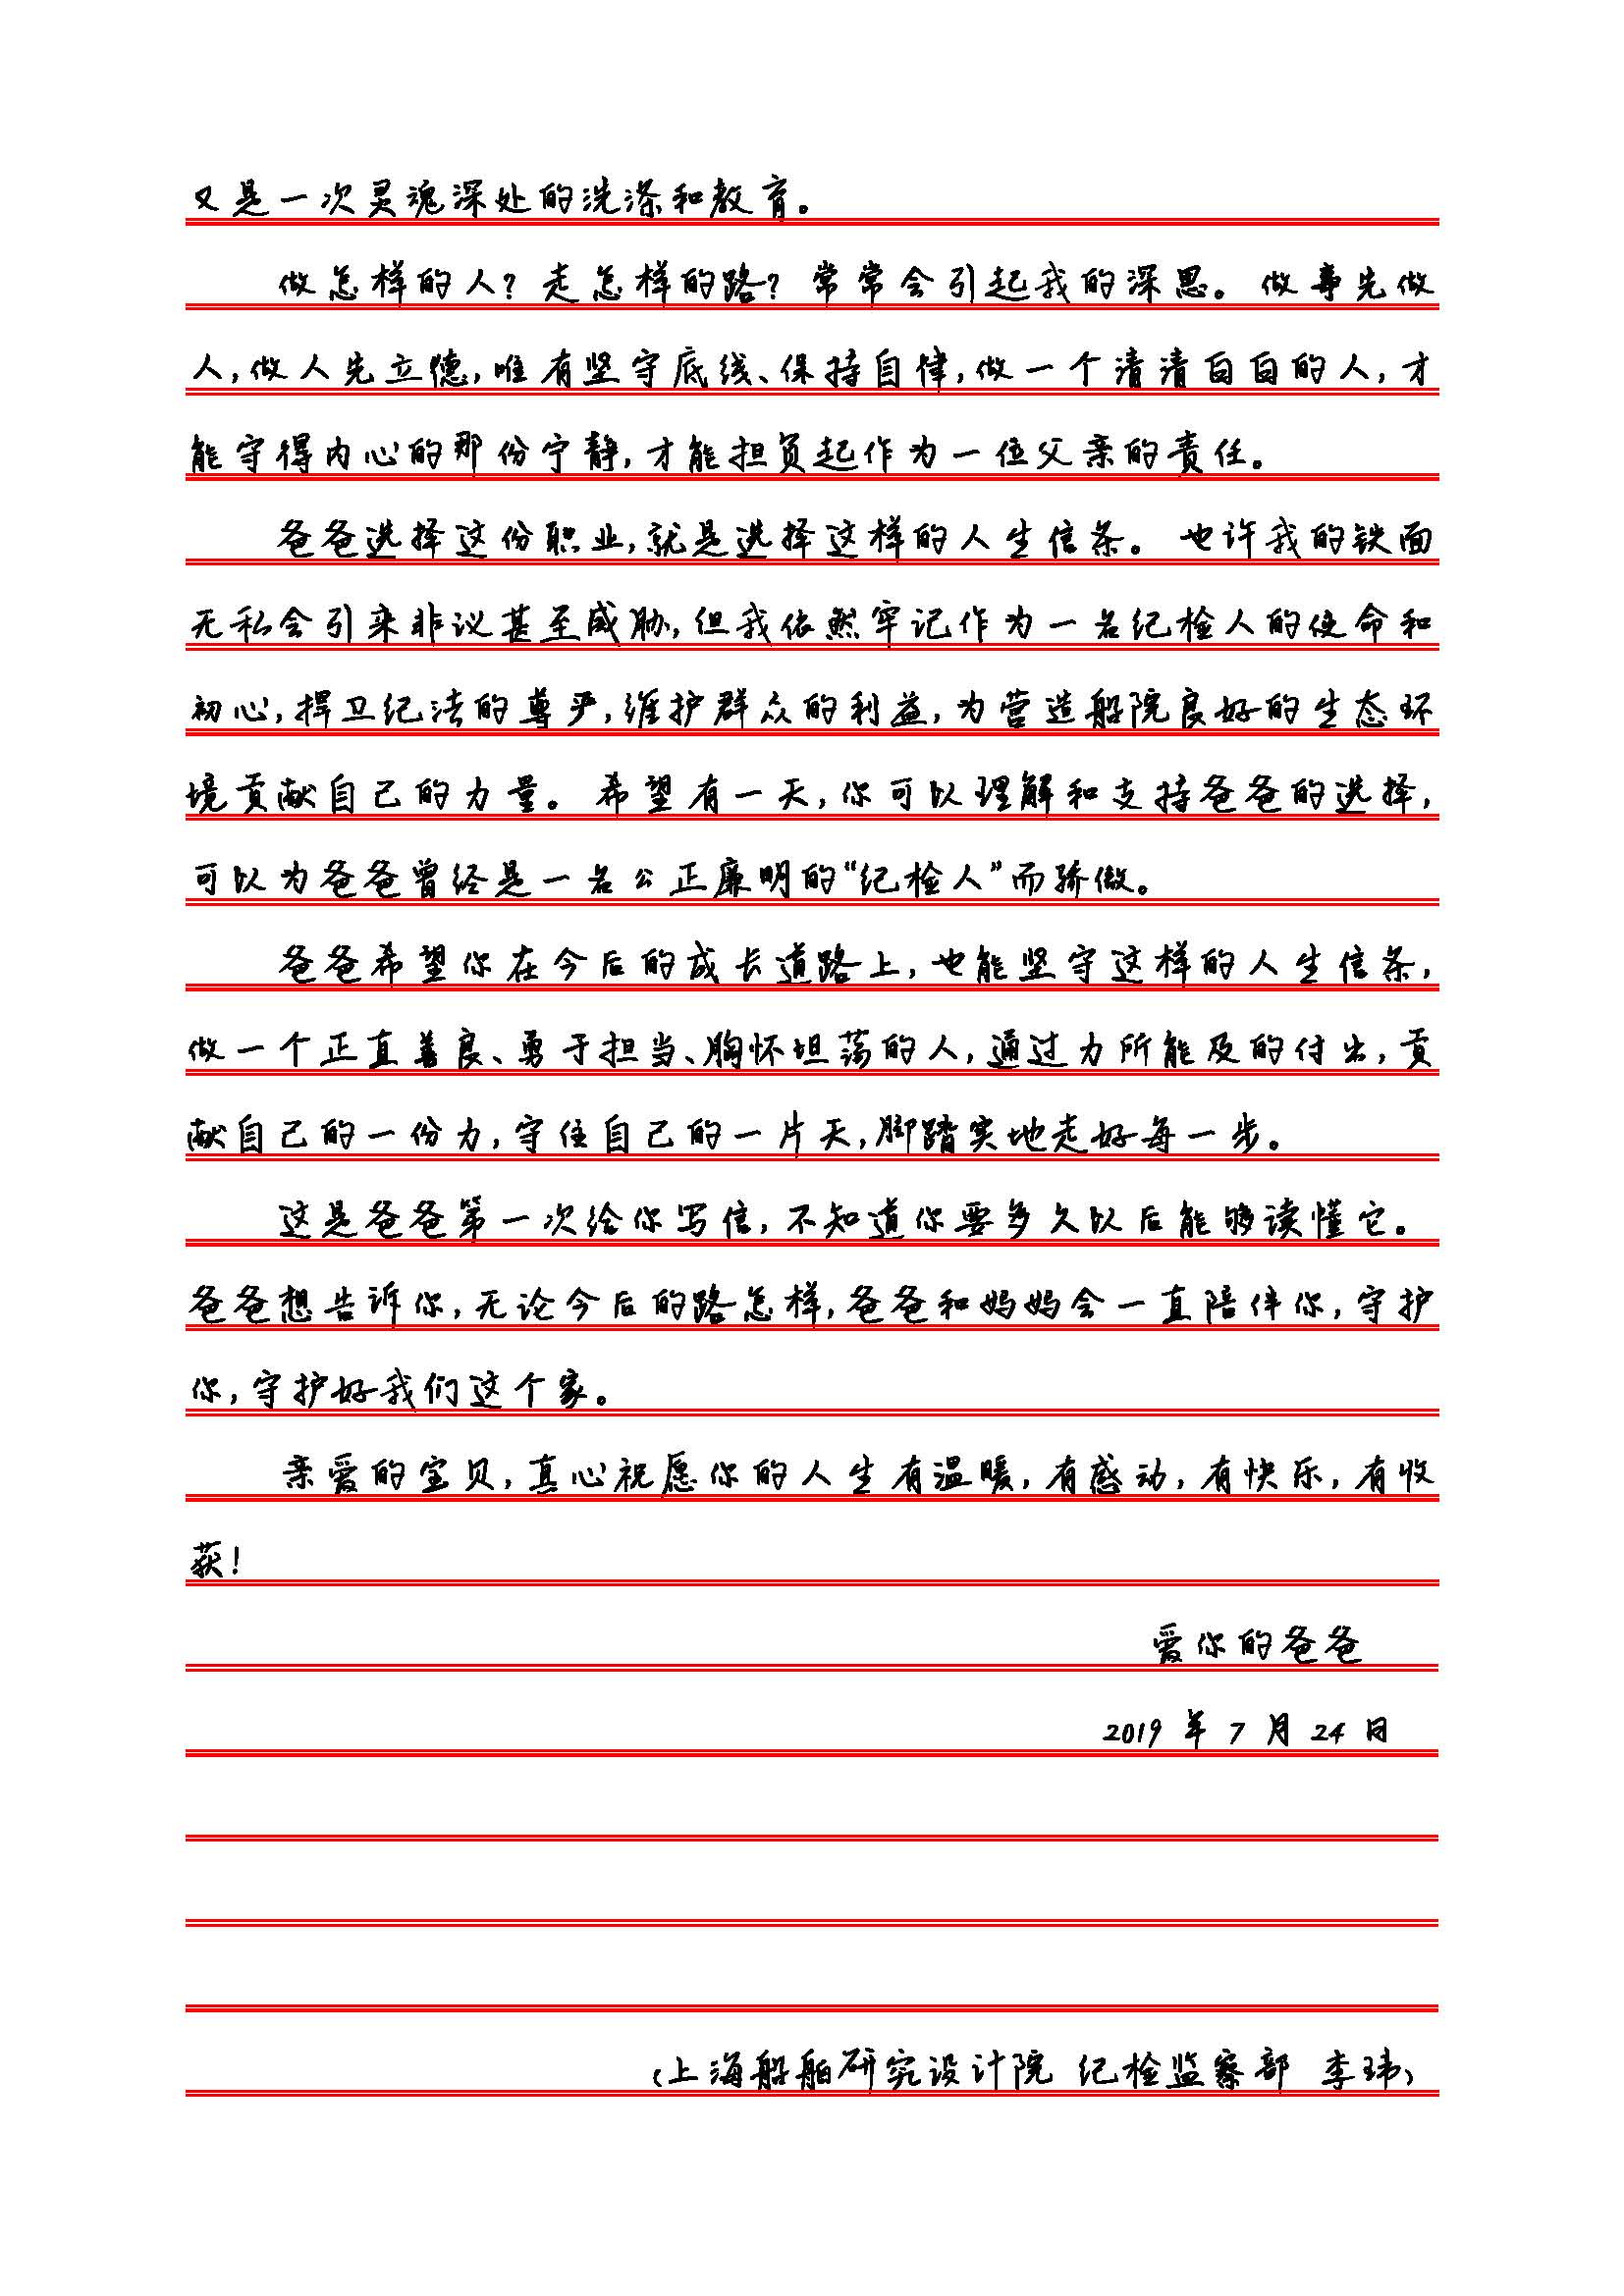 又是一次灵魂深处的洗涤和教育。
做怎样的人?走怎样的路?常常会引起我的深思。做事先做
人,做人先立德,唯有坚守底线、保持自律,做一个清清白白的人,才
能守得内心的那份宁静,才能担负起作为一位父亲的责任。
爸爸选择这份职业,就是选择这样的人生信条。也许我的铁面
无私会引来非议甚至威胁,但我依然牢记作为一名纪检人的使命和
初心,捍卫纪法的尊严,维护群众的利益,为营造船院良好的生态环
境贡献自己的力量。希望有一天,你可以理解和支持爸爸的选择,
可以为爸爸曾经是一名公正廉明的“纪检人”而骄傲。
爸爸希望你在今后的成长道路上,也能坚守这样的人生信条,
做一个正直善良、勇于担当、胸怀坦荡的人,通过力所能及的付出,贡
献自己的一份力,守住自己的一片天,脚踏实地走好每一步。
这是爸爸第一次给你写信,不知道你要多久以后能够读懂它。
爸爸想告诉你,无论今后的路怎样,爸爸和妈妈会一直陪伴你,守护
你,守护好我们这个家。
亲爱的宝贝,真心祝愿你的人生有温暖,有感动,有快乐,有收
获!
爱你的爸爸
2019 年 7 月 24 日
(上海船舶研究设计院 纪检监察部 李玮)